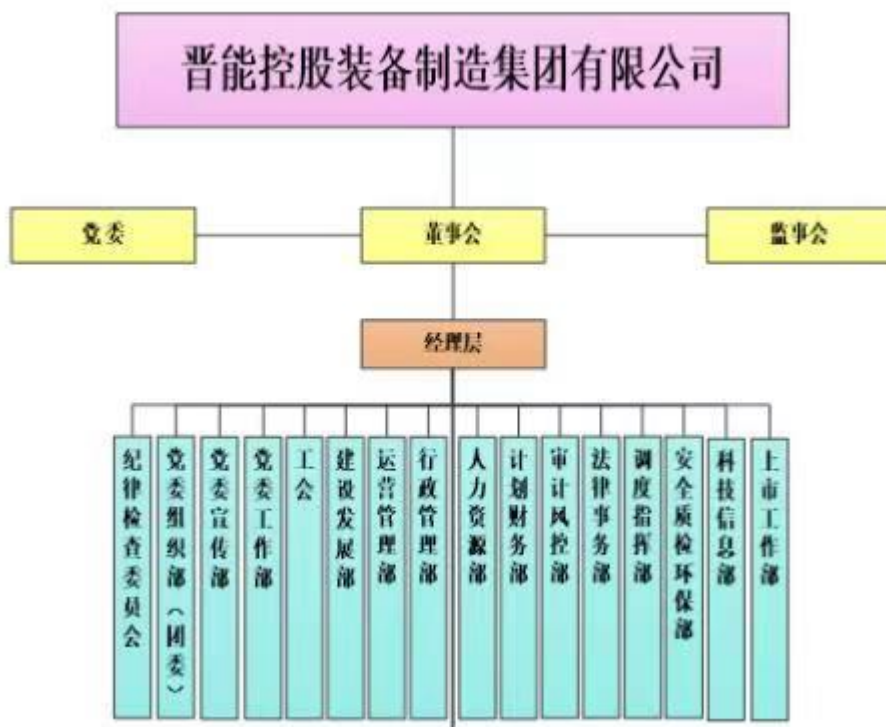 晋能控股装备制造集团有限公司
党委
董事会
监事会
经理层
纪律检查委员会
党委组织部（团委）
党委宣传部
党委工作部
工会
建设发展部
运营管理部
行政管理部
人力资源部
计划财务部
审计风控部
法律事务部
调度指挥部
安全质检环保部
科技信息部
上市工作部